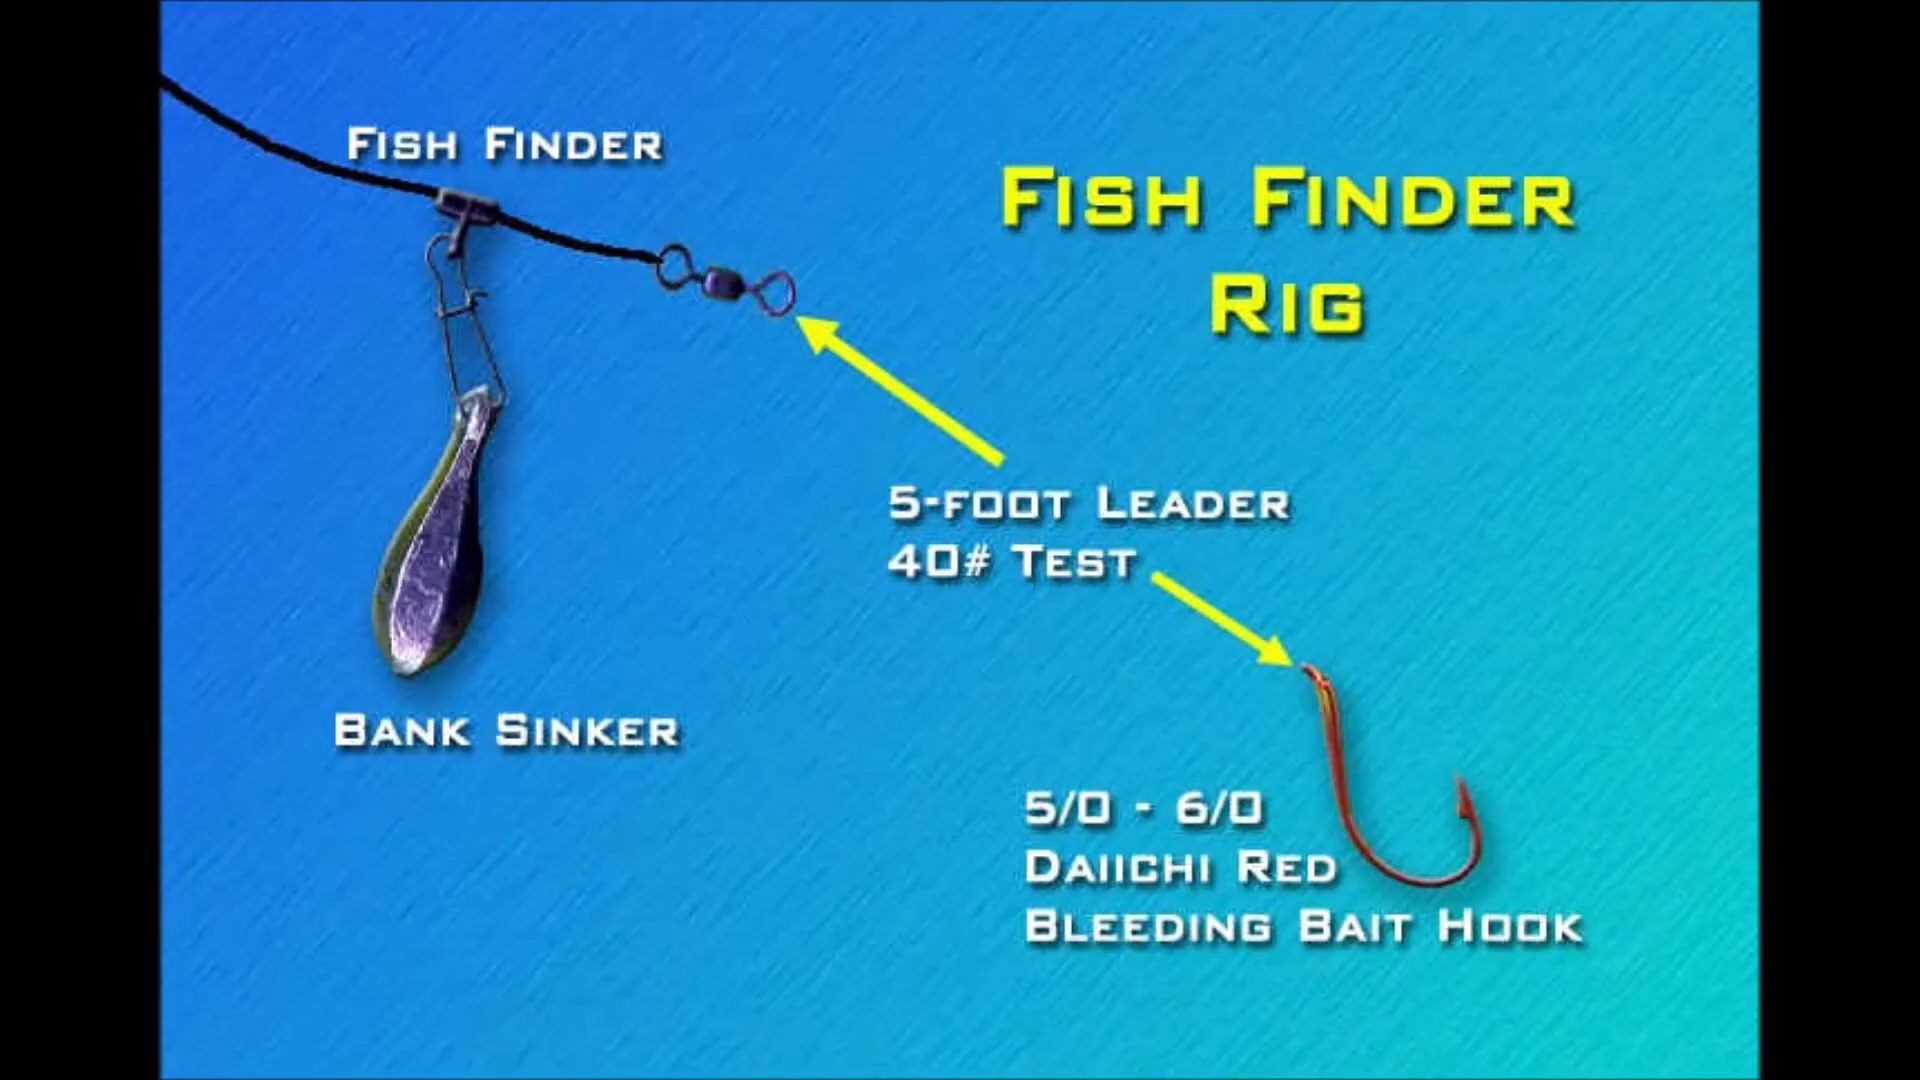 Fish Finder
Fish Finder
Rig
5-foot Leader
40# Test
Bank Sinker
5/0 - 6/0
Daiichi Red
Bleeding Bait Hook